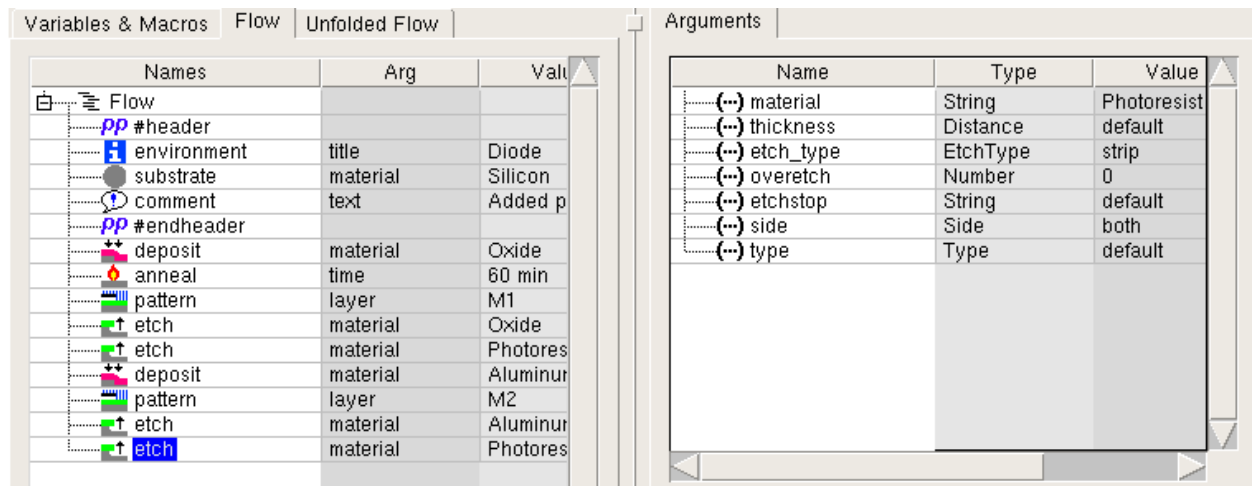 Variables & Macros Flow Unfolded Flow
Names Arg Valu
Flow
pp #header
i environment title Diode
substrate material Silicon
! comment text Added p
pp #endheader
deposit material Oxide
anneal time 60 min
pattern layer M1
etch material Oxide
etch material Photores
deposit material Aluminur
pattern layer M2
etch material Aluminur
etch material Photores
Arguments
Name Type Value
(···) material String Photoresist
(···) thickness Distance default
(···) etch_type EtchType strip
(···) overetch Number 0
(···) etchstop String default
(···) side Side both
(···) type Type default